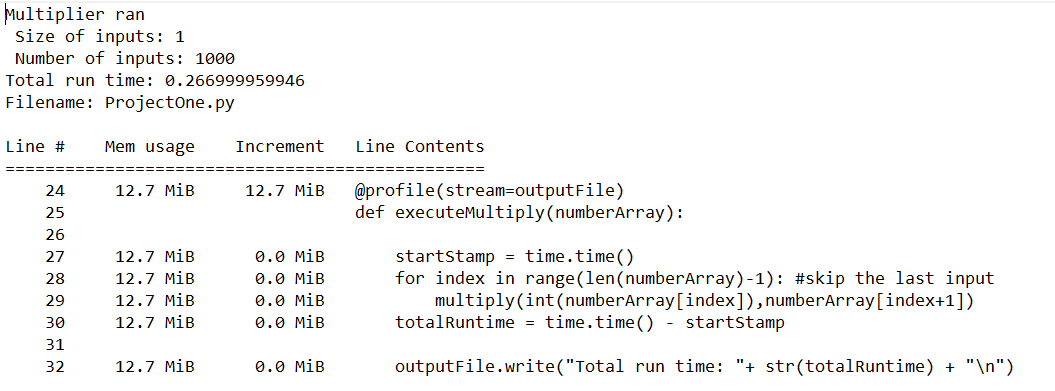 Multiplier ran
 Size of inputs: 1
 Number of inputs: 1000
Total run time: 0.266999959946
Filename: ProjectOne.py

Line #    Mem usage    Increment   Line Contents
================================================
    24     12.7 MiB     12.7 MiB   @profile(stream=outputFile)
    25                             def executeMultiply(numberArray):
    26
    27     12.7 MiB      0.0 MiB       startStamp = time.time()
    28     12.7 MiB      0.0 MiB       for index in range(len(numberArray)-1): #skip the last input
    29     12.7 MiB      0.0 MiB           multiply(int(numberArray[index]),numberArray[index+1])
    30     12.7 MiB      0.0 MiB       totalRuntime = time.time() - startStamp
    31
    32     12.7 MiB      0.0 MiB       outputFile.write("Total run time: "+ str(totalRuntime) + "\n")